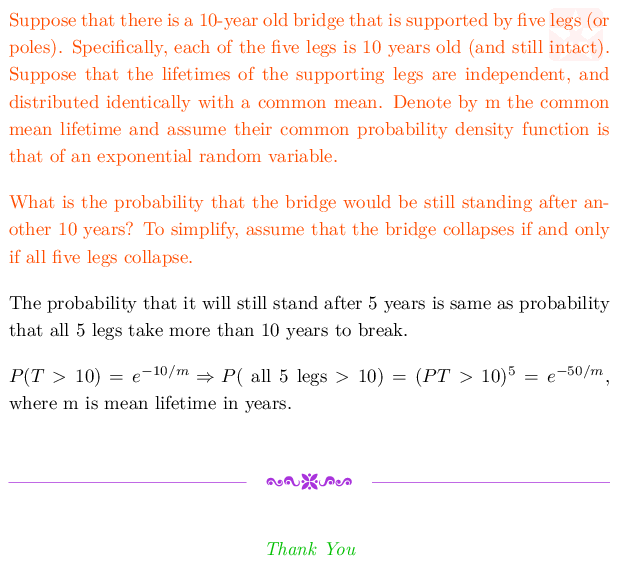 Suppose that there is a 10-year old bridge that is supported by five legs (or
poles). Specifically, each of the five legs is 10 years old (and still intact).
Suppose that the lifetimes of the supporting legs are independent, and
distributed identically with a common mean. Denote by m the common
mean lifetime and assume their common probability density function is
that of an exponential random variable.
What is the probability that the bridge would be still standing after an-
other 10 years? To simplify, assume that the bridge collapses if and only
if all five legs collapse.
The probability that it will still stand after 5 years is same as probability
that all 5 legs take more than 10 years to break.
P(T > 10) = e^{−10/m} ⇒ P( all 5 legs > 10) = (PT > 10)^5 = e^{−50/m},
where m is mean lifetime in years.
Thank You